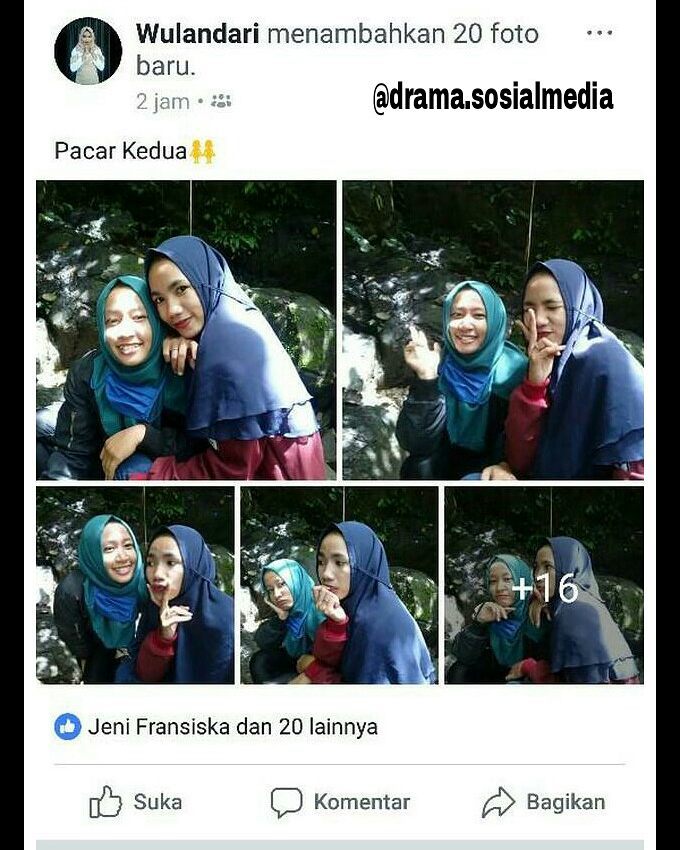 Wulandari menambahkan 20 foto
baru.
2 jam
@drama.sosialmedia
Pacar Kedua
+16
Jeni Fransiska dan 20 lainnya
Suka
Komentar
Bagikan